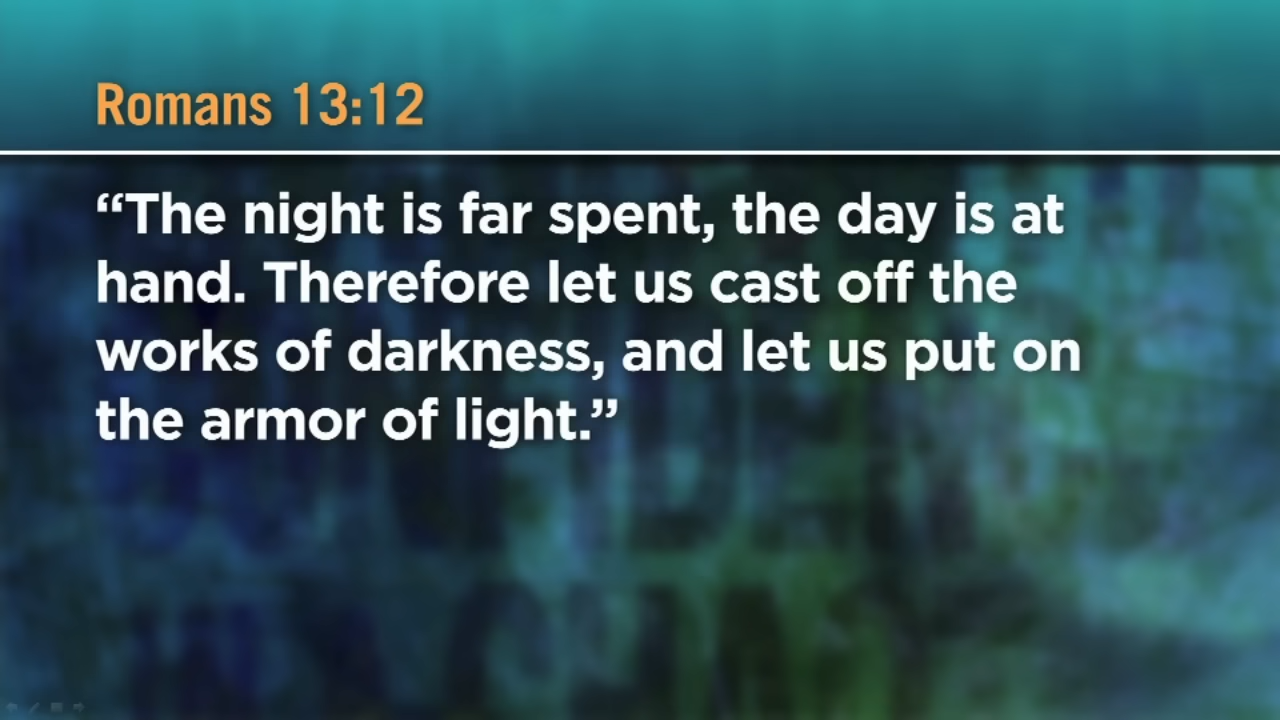 Romans 13:12
“The night is far spent, the day is at
hand. Therefore let us cast off the
works of darkness, and let us put on
the armor of light.”